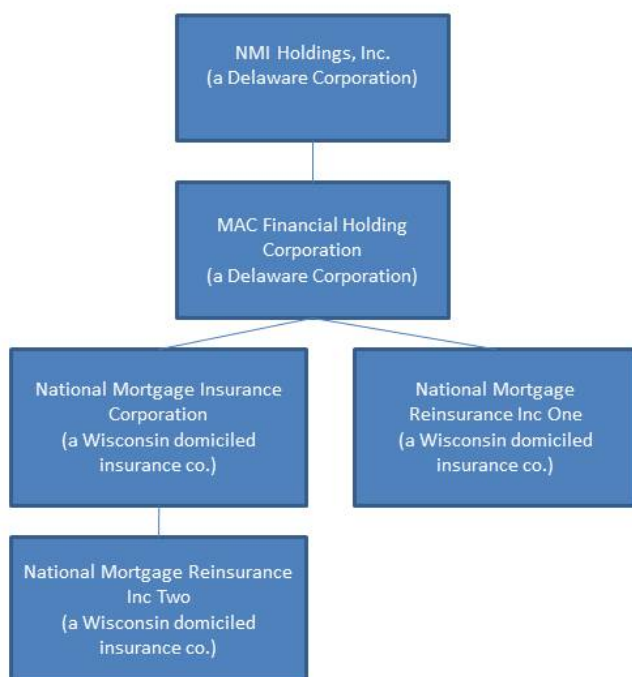 NMI Holdings, Inc.
(a Delaware Corporation)
MAC Financial Holding
Corporation
(a Delaware Corporation)
National Mortgage Insurance
Corporation
(a Wisconsin domiciled
insurance co.)
National Mortgage
Reinsurance Inc One
(a Wisconsin domiciled
insurance co.)
National Mortgage Reinsurance
Inc Two
(a Wisconsin domiciled
insurance co.)